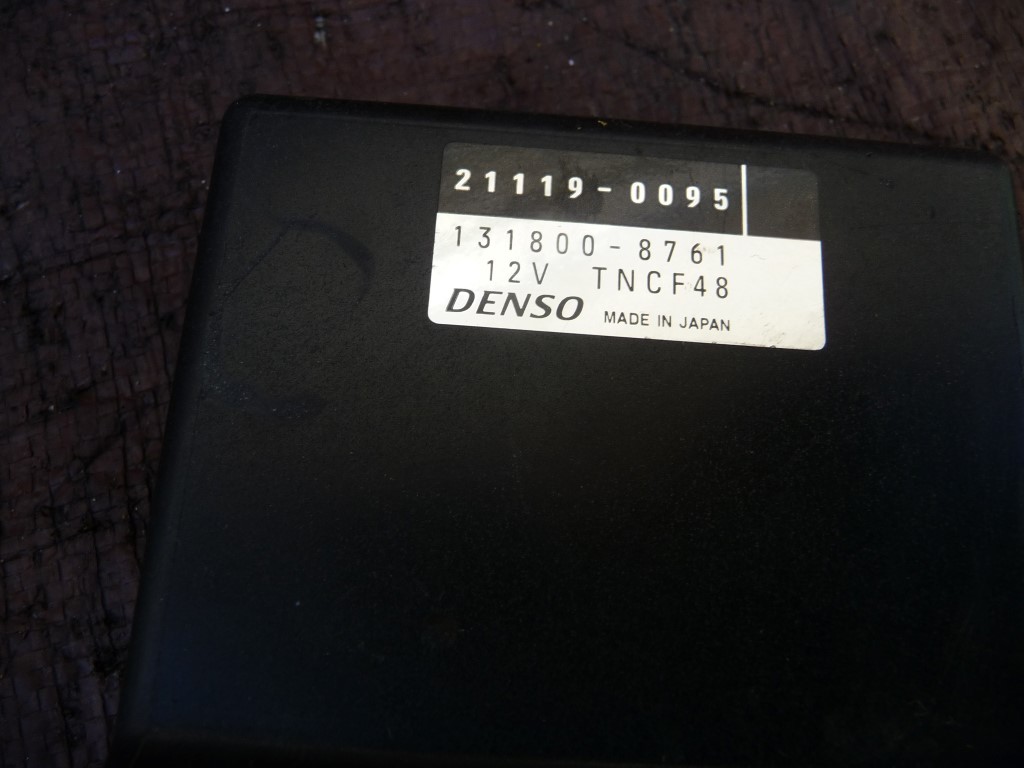 21119-0095
131800-8761
12V TNCF48
DENSO MADE IN JAPAN